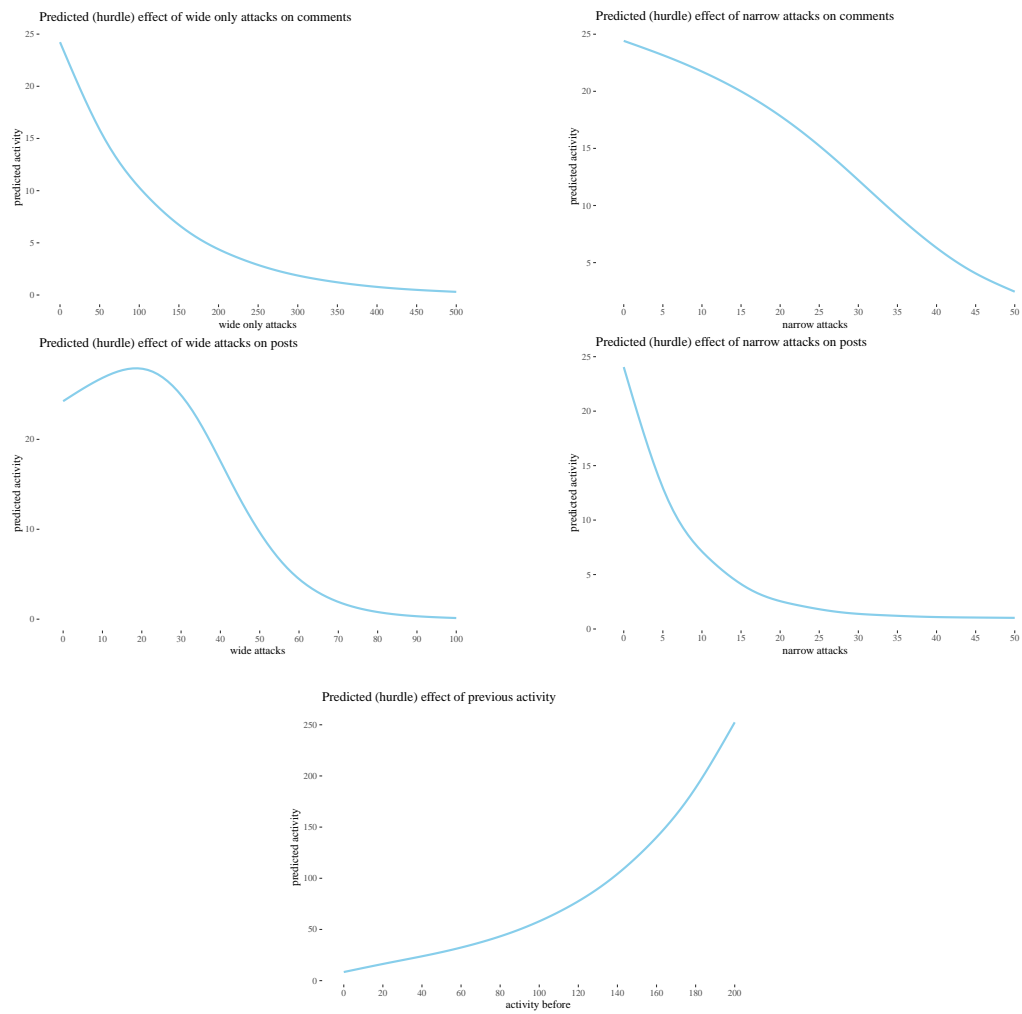 Predicted (hurdle) effect of wide only attacks on comments
25
20
15
10
5
0
predicted activity
0 50 100 150 200 250 300 350 400 450 500
wide only attacks
Predicted (hurdle) effect of narrow attacks on comments
25
20
15
10
5
predicted activity
0 5 10 15 20 25 30 35 40 45 50
narrow attacks
Predicted (hurdle) effect of wide attacks on posts
20
10
0
predicted activity
0 10 20 30 40 50 60 70 80 90 100
wide attacks
Predicted (hurdle) effect of narrow attacks on posts
25
20
15
10
5
0
predicted activity
0 5 10 15 20 25 30 35 40 45 50
narrow attacks
Predicted (hurdle) effect of previous activity
250
200
150
100
50
0
predicted activity
0 20 40 60 80 100 120 140 160 180 200
activity before